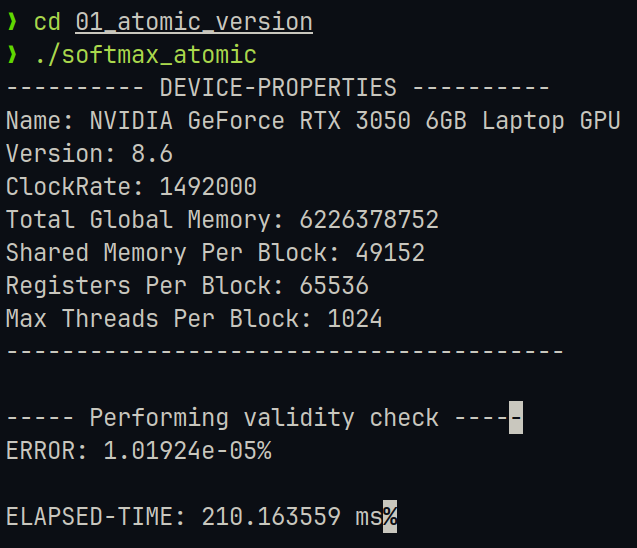 ❯ cd 01_atomic_version
❯ ./softmax_atomic
---------- DEVICE-PROPERTIES ----------
Name: NVIDIA GeForce RTX 3050 6GB Laptop GPU
Version: 8.6
ClockRate: 1492000
Total Global Memory: 6226378752
Shared Memory Per Block: 49152
Registers Per Block: 65536
Max Threads Per Block: 1024
----------------------------------------
----- Performing validity check -----
ERROR: 1.01924e-05%
ELAPSED-TIME: 210.163559 ms%